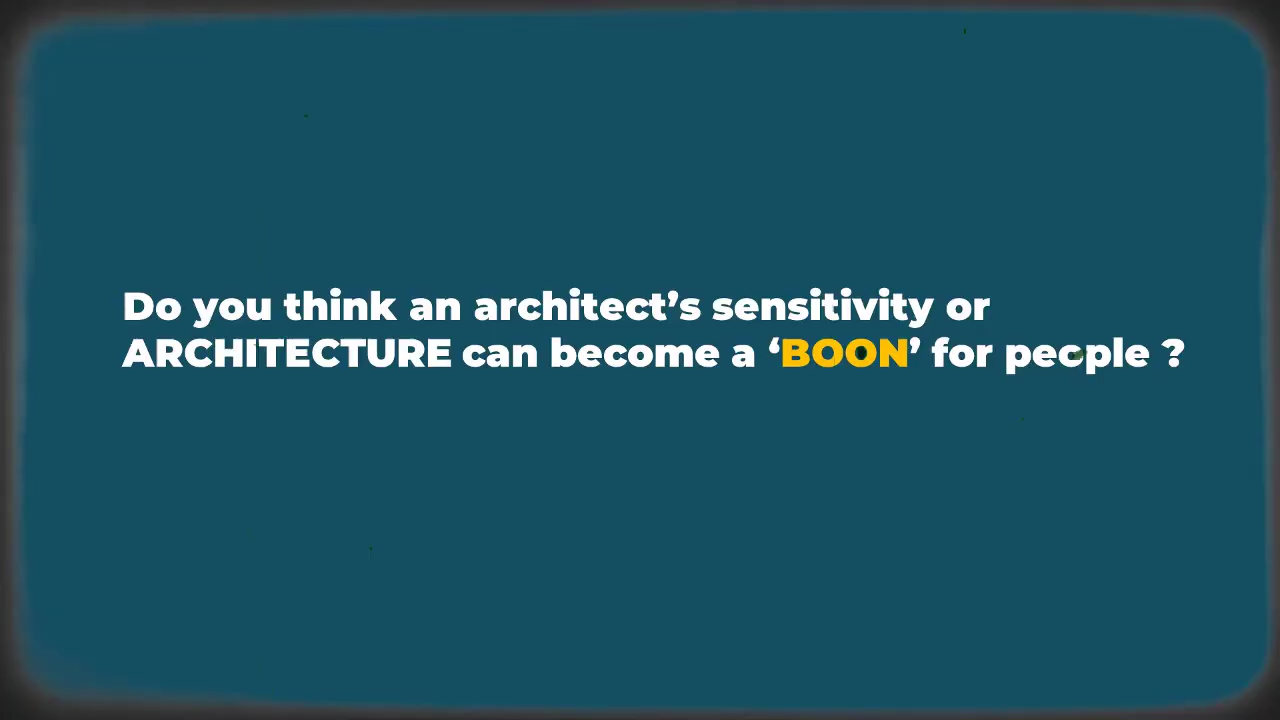 Do you think an architect’s sensitivity or
ARCHITECTURE can become a ‘BOON’ for people ?